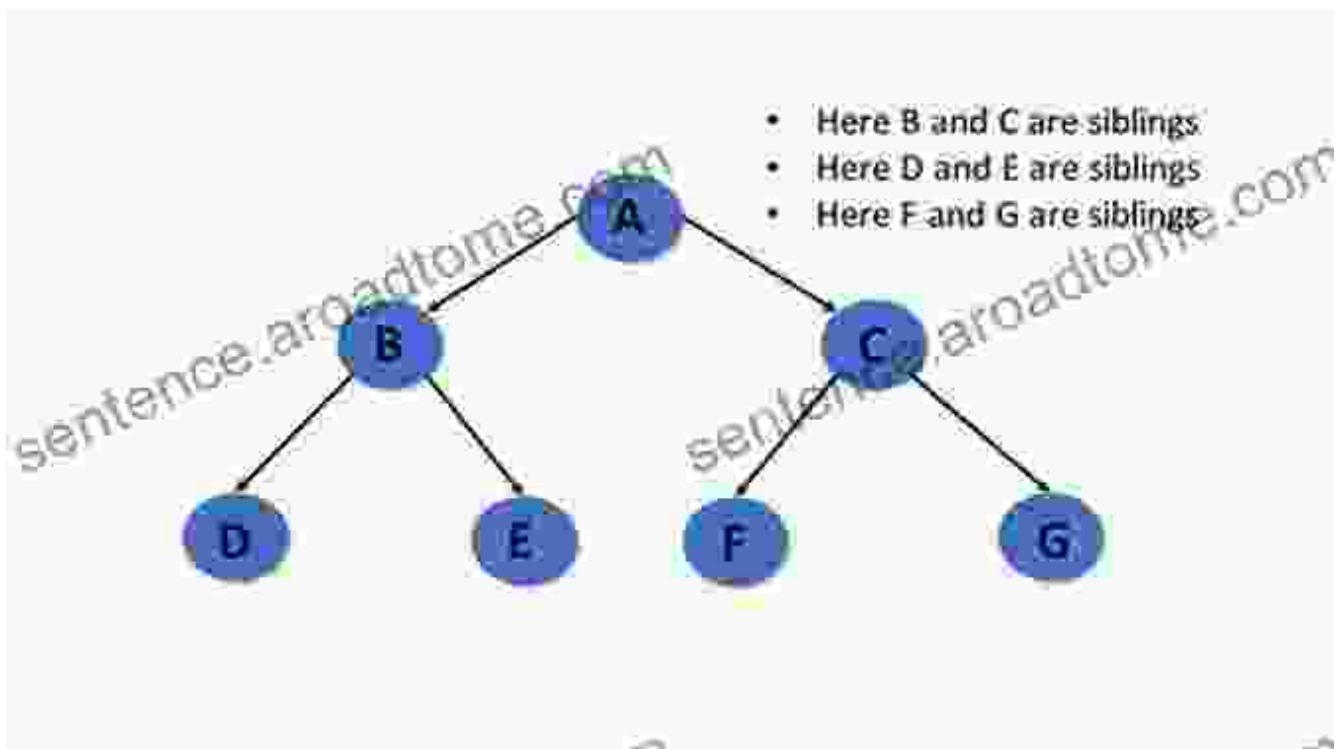 Here B and C are siblings
Here D and E are siblings
Here F and G are siblings
A
B
C
D
E
F
G
sentence.aroadtome.com
sentence.aroadtome.com